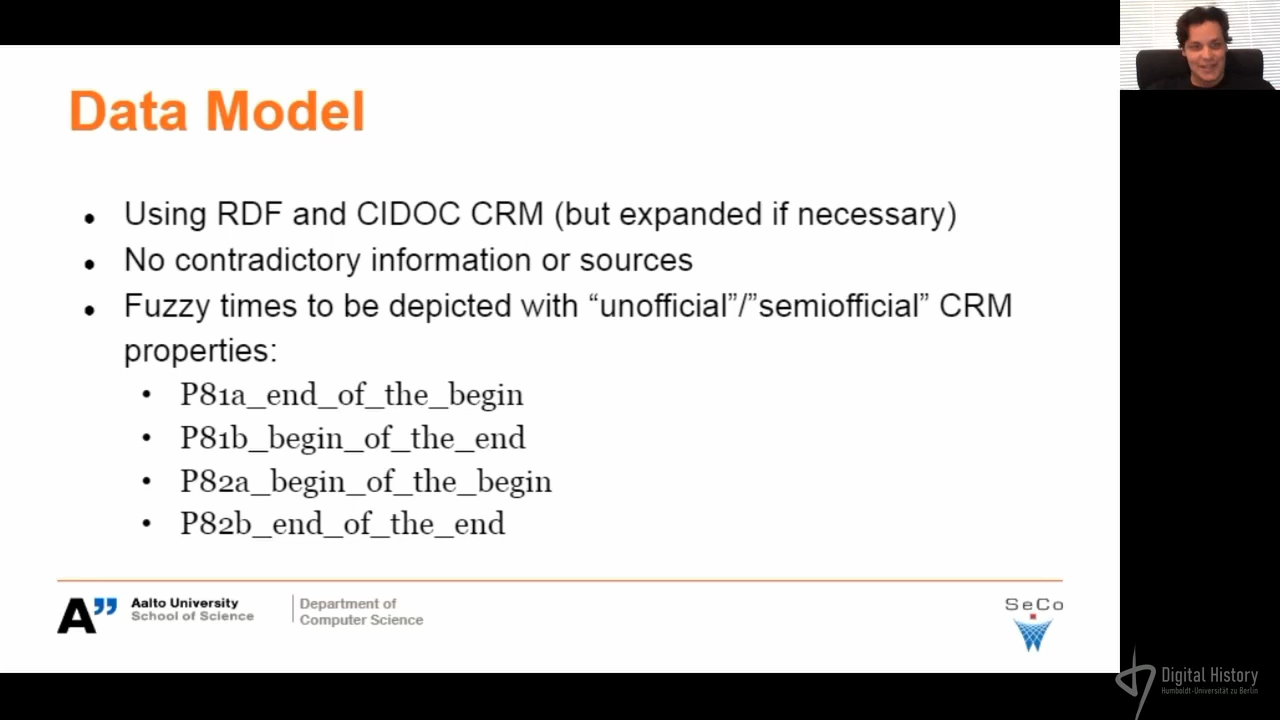 Data Model
• Using RDF and CIDOC CRM (but expanded if necessary)
• No contradictory information or sources
• Fuzzy times to be depicted with “unofficial”/”semiofficial” CRM
properties:
• P81a_end_of_the_begin
• P81b_begin_of_the_end
• P82a_begin_of_the_begin
• P82b_end_of_the_end
A”
Aalto University
School of Science
Department of
Computer Science
SeCo
Digital History
Humboldt-Universität zu Berlin